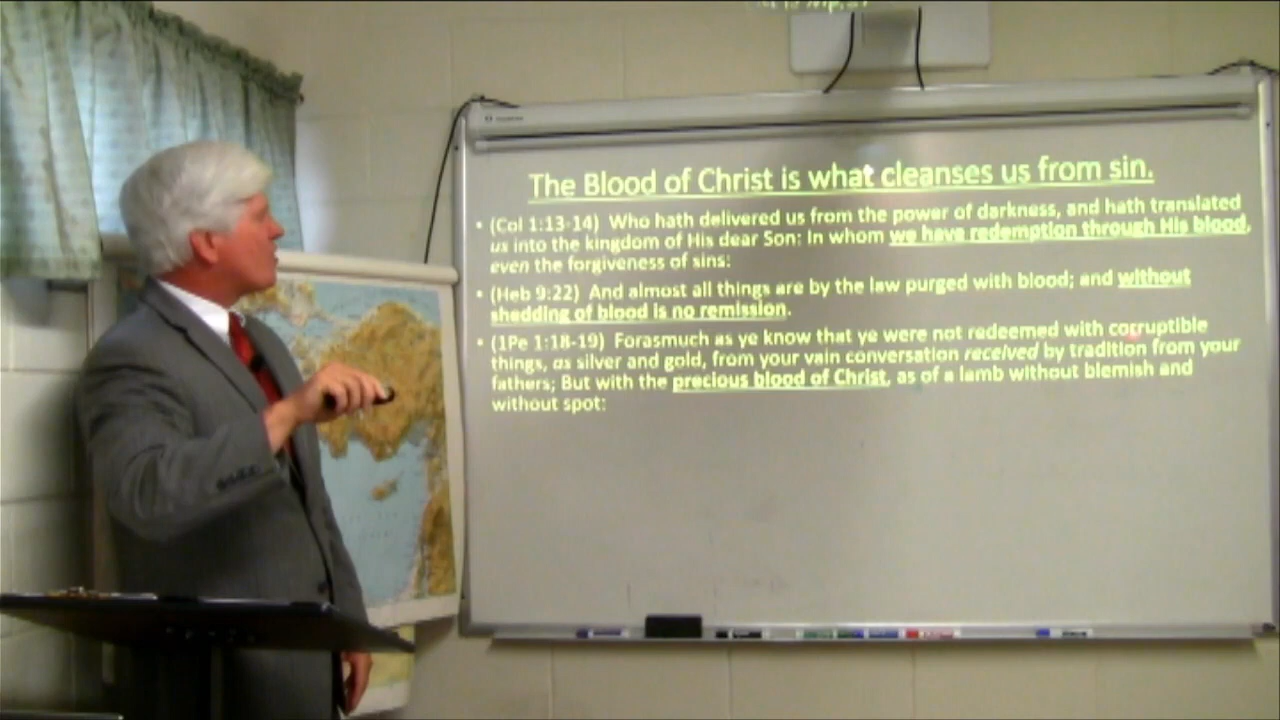 The Blood of Christ is what cleanses us from sin.
• (Col 1:13-14) Who hath delivered us from the power of darkness, and hath translated
us into the kingdom of His dear Son: In whom we have redemption through His blood,
even the forgiveness of sins:
• (Heb 9:22) And almost all things are by the law purged with blood; and without
shedding of blood is no remission.
• (1Pe 1:18-19) Forasmuch as ye know that ye were not redeemed with corruptible
things, as silver and gold, from your vain conversation received by tradition from your
fathers; But with the precious blood of Christ, as of a lamb without blemish and
without spot: